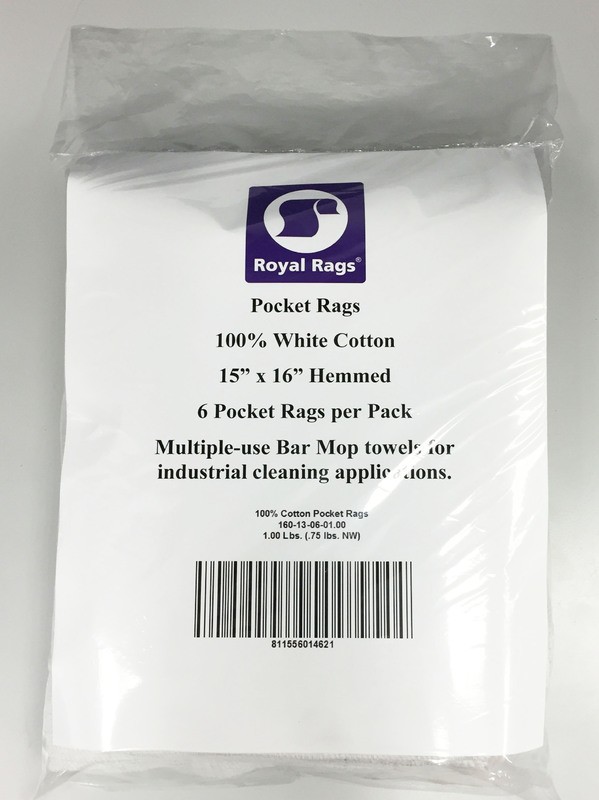 Royal Rags®
Pocket Rags
100% White Cotton
15” x 16” Hemmed
6 Pocket Rags per Pack
Multiple-use Bar Mop towels for
industrial cleaning applications.
100% Cotton Pocket Rags
160-13-06-01.00
1.00 Lbs. (.75 lbs. NW)
811556014621